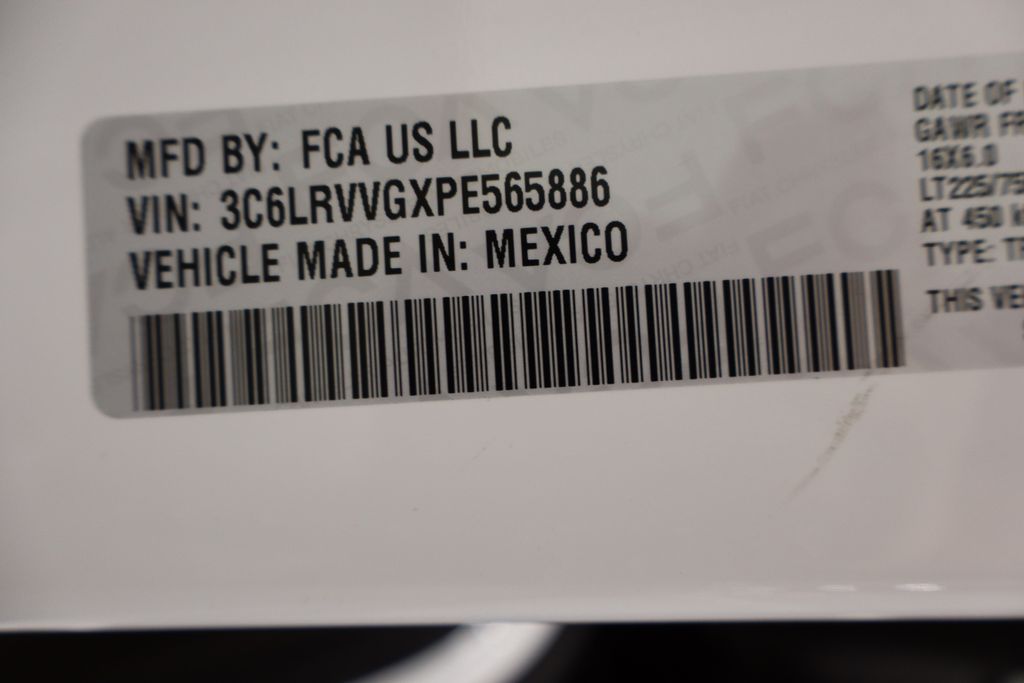 MFD BY: FCA US LLC
VIN: 3C6LRVVGXPE565886
VEHICLE MADE IN: MEXICO
DATE OF
GAWR FR
16X6.0
LT225/75
AT 450 k
TYPE: TR
THIS VE